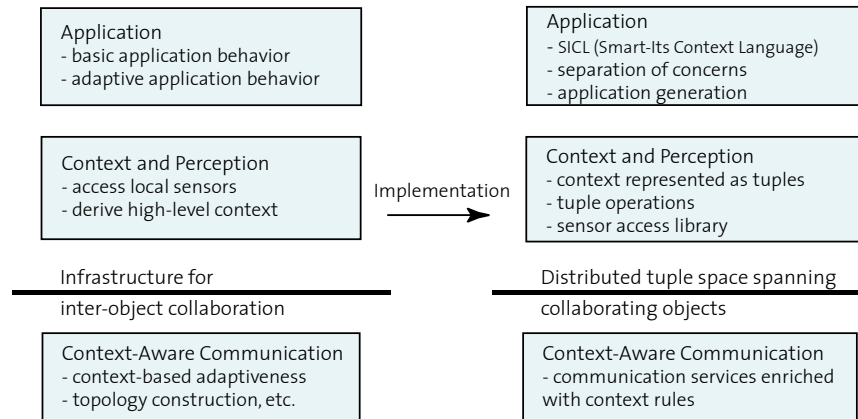 Application
- basic application behavior
- adaptive application behavior
Context and Perception
- access local sensors
- derive high-level context
Infrastructure for
inter-object collaboration
Context-Aware Communication
- context-based adaptiveness
- topology construction, etc.
Implementation
Application
- SICL (Smart-Its Context Language)
- separation of concerns
- application generation
Context and Perception
- context represented as tuples
- tuple operations
- sensor access library
Distributed tuple space spanning
collaborating objects
Context-Aware Communication
- communication services enriched
with context rules